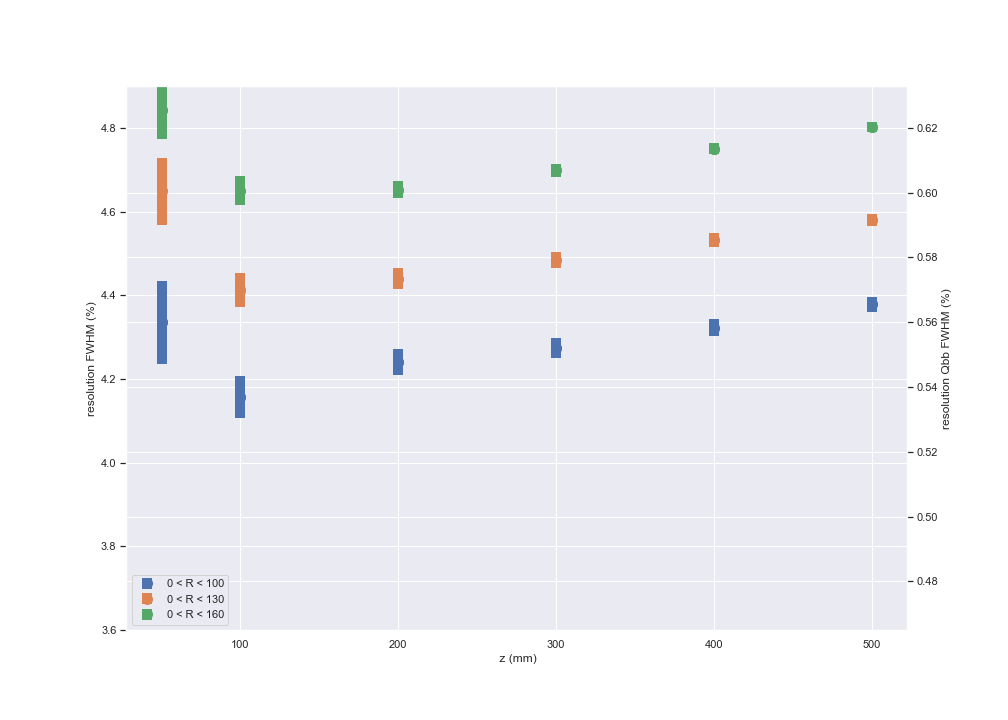 4.8
4.6
4.4
4.2
4.0
3.8
3.6
resolution FWHM (%)
0.62
0.60
0.58
0.56
0.54
0.52
0.50
0.48
resolution Qbb FWHM (%)
0 < R < 100
0 < R < 130
0 < R < 160
100 200 300 400 500
z (mm)